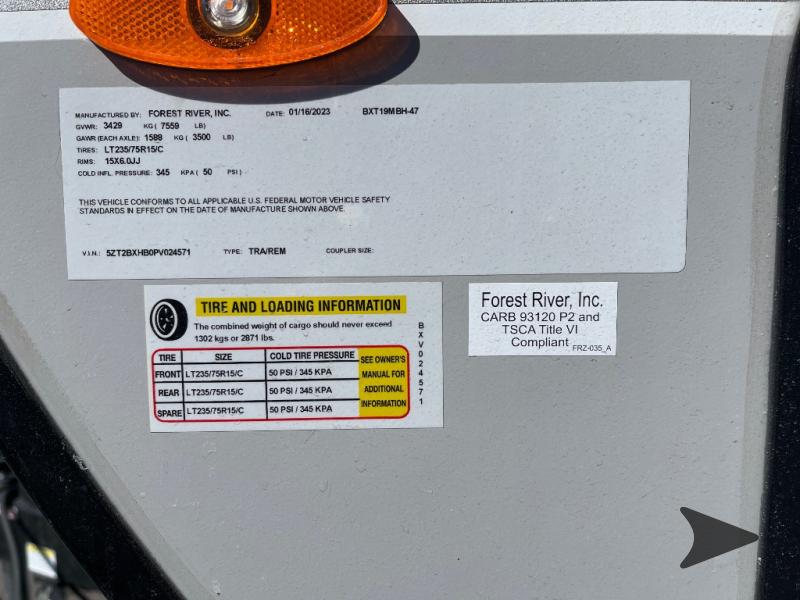 MANUFACTURED BY: FOREST RIVER, INC. DATE: 01/16/2023 BXT19MBH-47
GVWR: 3429 KG ( 7559 LB)
GAWR (EACH AXLE): 1588 KG ( 3500 LB)
TIRES: LT235/75R15/C
RIMS: 15X6.0JJ
COLD INFL. PRESSURE: 345 KPA ( 50 PSI )
THIS VEHICLE CONFORMS TO ALL APPLICABLE U.S. FEDERAL MOTOR VEHICLE SAFETY
STANDARDS IN EFFECT ON THE DATE OF MANUFACTURE SHOWN ABOVE.
V.I.N.: 5ZT2BXHB0PV024571 TYPE: TRA/REM COUPLER SIZE:
TIRE AND LOADING INFORMATION
The combined weight of cargo should never exceed
1302 kgs or 2871 lbs.
TIRE SIZE COLD TIRE PRESSURE
FRONT LT235/75R15/C 50 PSI / 345 KPA
REAR LT235/75R15/C 50 PSI / 345 KPA
SPARE LT235/75R15/C 50 PSI / 345 KPA
SEE OWNER'S
MANUAL FOR
ADDITIONAL
INFORMATION
BXV024571
Forest River, Inc.
CARB 93120 P2 and
TSCA Title VI
Compliant
FRZ-035_A